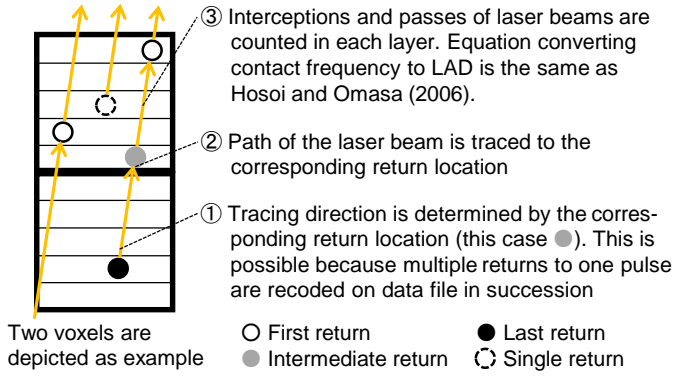 ③ Interceptions and passes of laser beams are
counted in each layer. Equation converting
contact frequency to LAD is the same as
Hosoi and Omasa (2006).
② Path of the laser beam is traced to the
corresponding return location
① Tracing direction is determined by the corres-
ponding return location (this case ●). This is
possible because multiple returns to one pulse
are recoded on data file in succession
Two voxels are
depicted as example
First return
Last return
Intermediate return
Single return